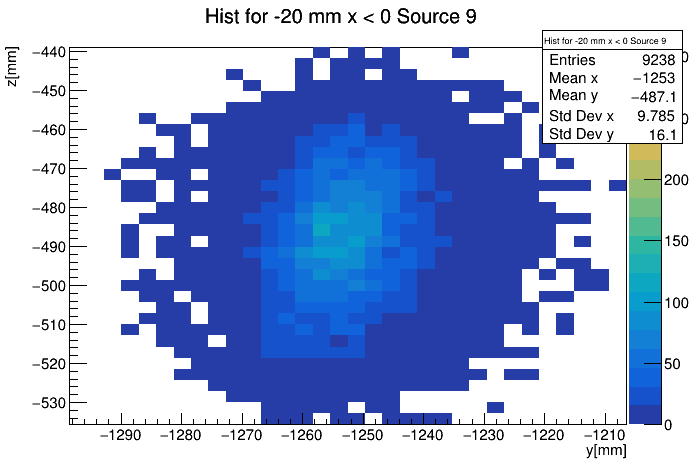 Hist for -20 mm x < 0 Source 9
Hist for -20 mm x < 0 Source 9
Entries 9238
Mean x −1253
Mean y −487.1
Std Dev x 9.785
Std Dev y 16.1
z[mm]
−440
−450
−460
−470
−480
−490
−500
−510
−520
−530
−1290 −1280 −1270 −1260 −1250 −1240 −1230 −1220 −1210
y[mm]
200
150
100
50
0